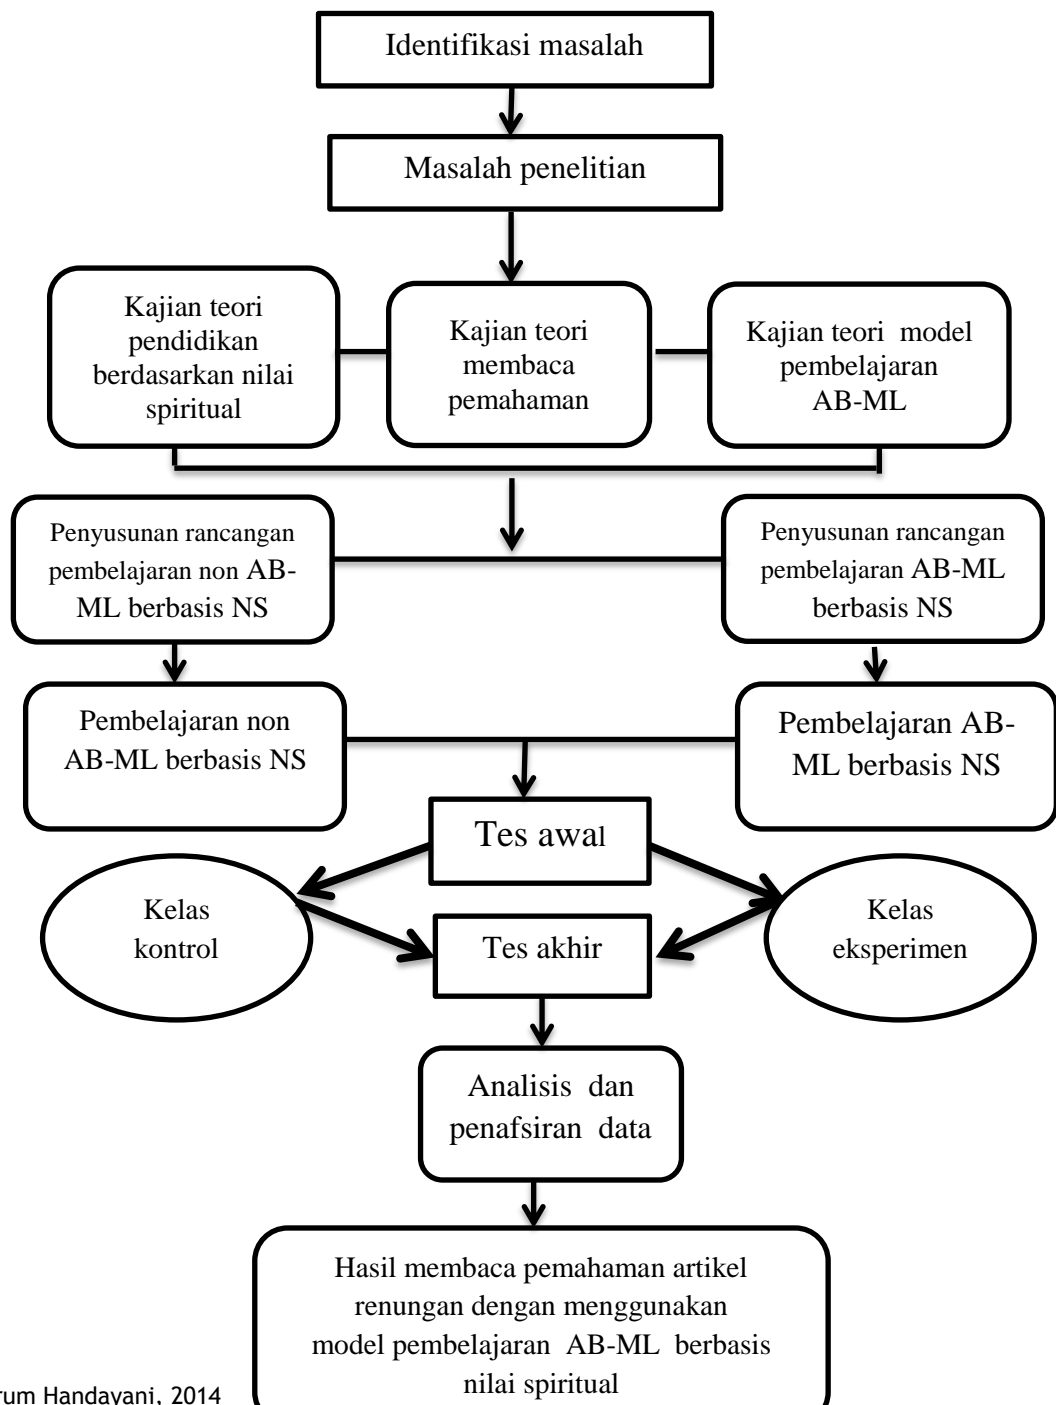 Identifikasi masalah
Masalah penelitian
Kajian teori
pendidikan
berdasarkan nilai
spiritual
Kajian teori
membaca
pemahaman
Kajian teori model
pembelajaran
AB-ML
Penyusunan rancangan
pembelajaran non AB-
ML berbasis NS
Penyusunan rancangan
pembelajaran AB-ML
berbasis NS
Pembelajaran non
AB-ML berbasis NS
Pembelajaran AB-
ML berbasis NS
Tes awal
Kelas
kontrol
Kelas
eksperimen
Tes akhir
Analisis dan
penafsiran data
Hasil membaca pemahaman artikel
renungan dengan menggunakan
model pembelajaran AB-ML berbasis
nilai spiritual
Handayani, 2014